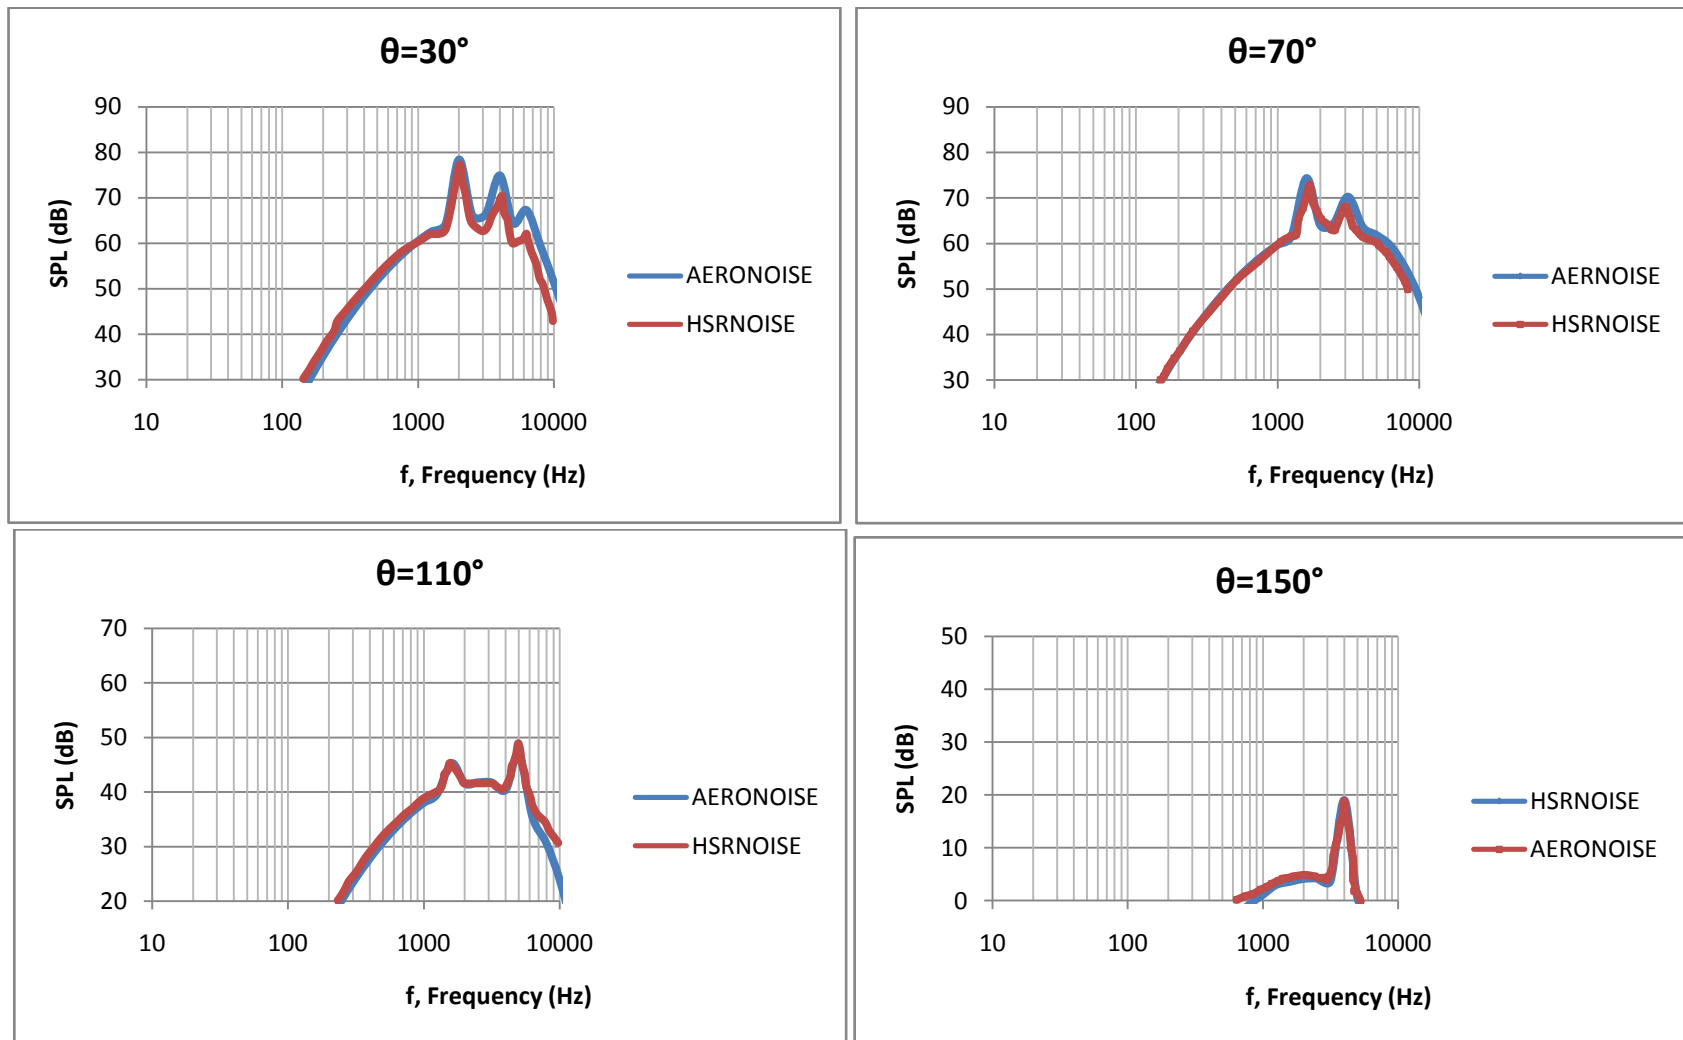 θ=30°
90
80
70
60
50
40
30
SPL (dB)
10 100 1000 10000
f, Frequency (Hz)
AERONOISE
HSRNOISE
θ=70°
90
80
70
60
50
40
30
SPL (dB)
10 100 1000 10000
f, Frequency (Hz)
AERNOISE
HSRNOISE
θ=110°
70
60
50
40
30
20
SPL (dB)
10 100 1000 10000
f, Frequency (Hz)
AERONOISE
HSRNOISE
θ=150°
50
40
30
20
10
0
SPL (dB)
10 100 1000 10000
f, Frequency (Hz)
HSRNOISE
AERONOISE